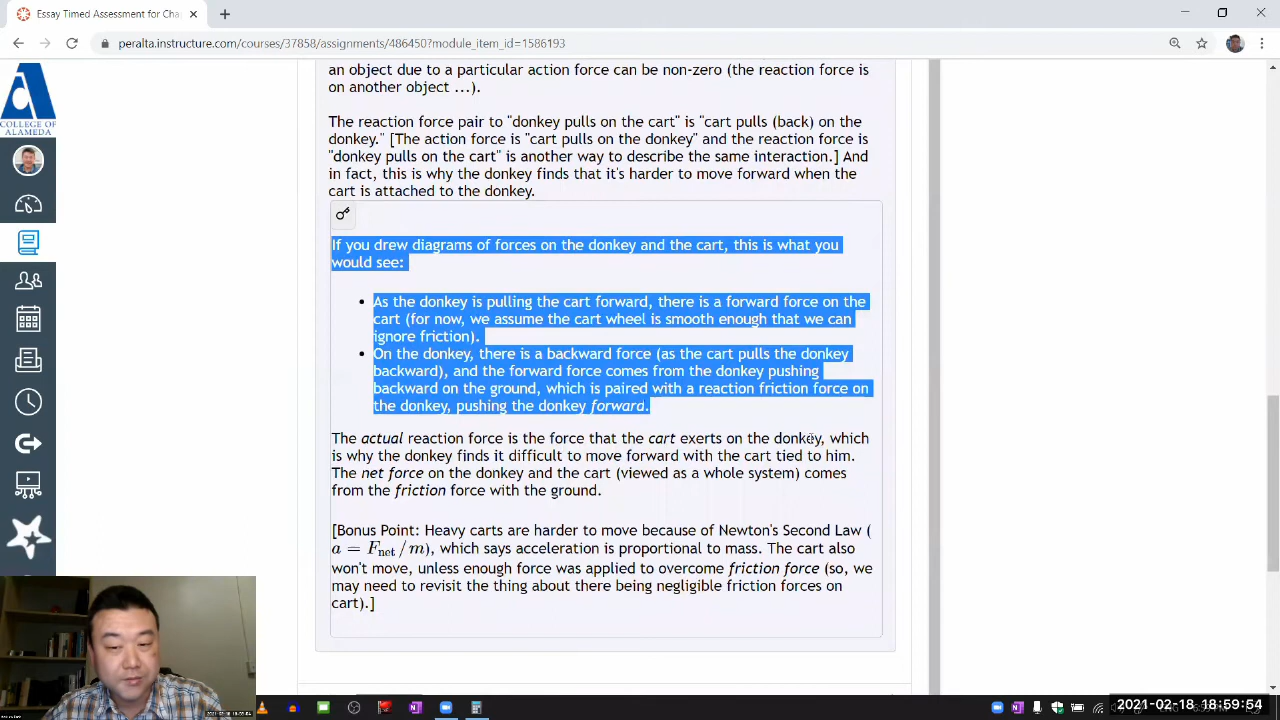 Essay Timed Assessment for Cha
peralta.instructure.com/courses/37858/assignments/486450?module_item_id=1586193
COLLEGE OF
ALAMEDA
an object due to a particular action force can be non-zero (the reaction force is
on another object ...).
The reaction force pair to "donkey pulls on the cart" is "cart pulls (back) on the
donkey." [The action force is "cart pulls on the donkey" and the reaction force is
"donkey pulls on the cart" is another way to describe the same interaction.] And
in fact, this is why the donkey finds that it's harder to move forward when the
cart is attached to the donkey.
If you drew diagrams of forces on the donkey and the cart, this is what you
would see:
• As the donkey is pulling the cart forward, there is a forward force on the
cart (for now, we assume the cart wheel is smooth enough that we can
ignore friction).
• On the donkey, there is a backward force (as the cart pulls the donkey
backward), and the forward force comes from the donkey pushing
backward on the ground, which is paired with a reaction friction force on
the donkey, pushing the donkey forward.
The actual reaction force is the force that the cart exerts on the donkey, which
is why the donkey finds it difficult to move forward with the cart tied to him.
The net force on the donkey and the cart (viewed as a whole system) comes
from the friction force with the ground.
[Bonus Point: Heavy carts are harder to move because of Newton's Second Law (
a = Fnet/m), which says acceleration is proportional to mass. The cart also
won't move, unless enough force was applied to overcome friction force (so, we
may need to revisit the thing about there being negligible friction forces on
cart).]
2021-02-18 18:59:54